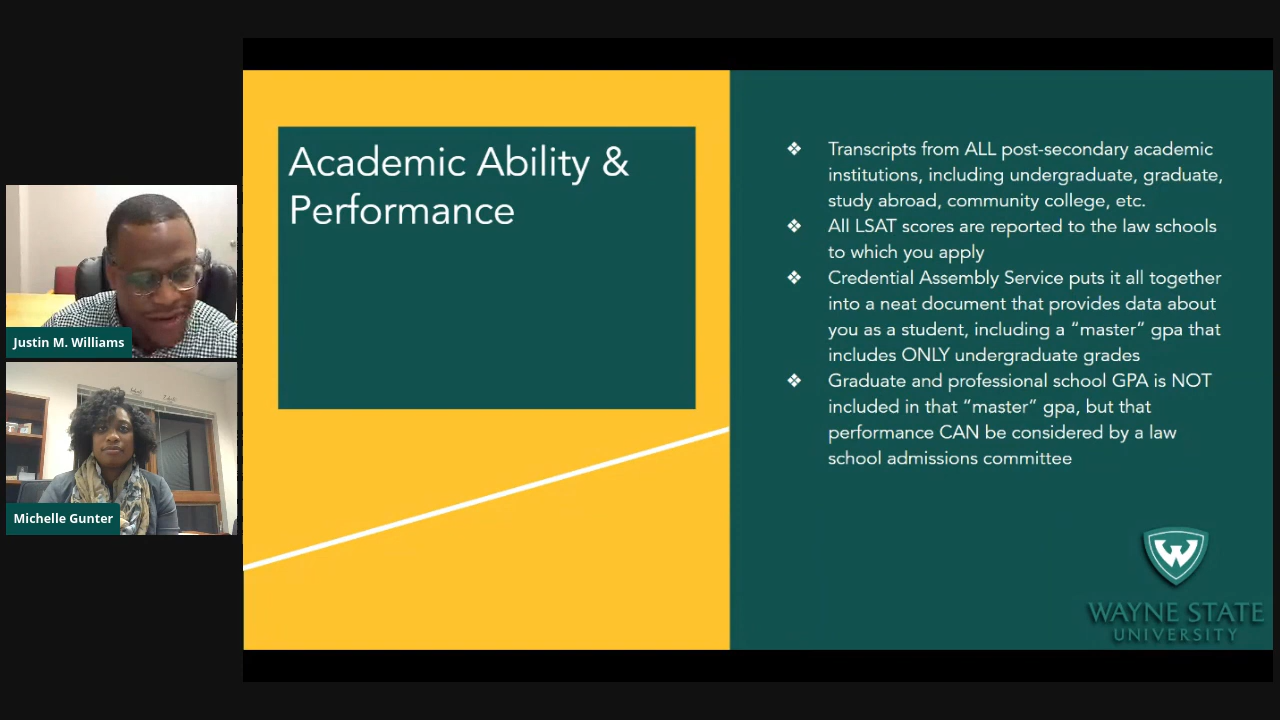 Academic Ability &
Performance
❖ Transcripts from ALL post-secondary academic
institutions, including undergraduate, graduate,
study abroad, community college, etc.
❖ All LSAT scores are reported to the law schools
to which you apply
❖ Credential Assembly Service puts it all together
into a neat document that provides data about
you as a student, including a “master” gpa that
includes ONLY undergraduate grades
❖ Graduate and professional school GPA is NOT
included in that “master” gpa, but that
performance CAN be considered by a law
school admissions committee
Justin M. Williams
Michelle Gunter
W
WAYNE STATE
UNIVERSITY